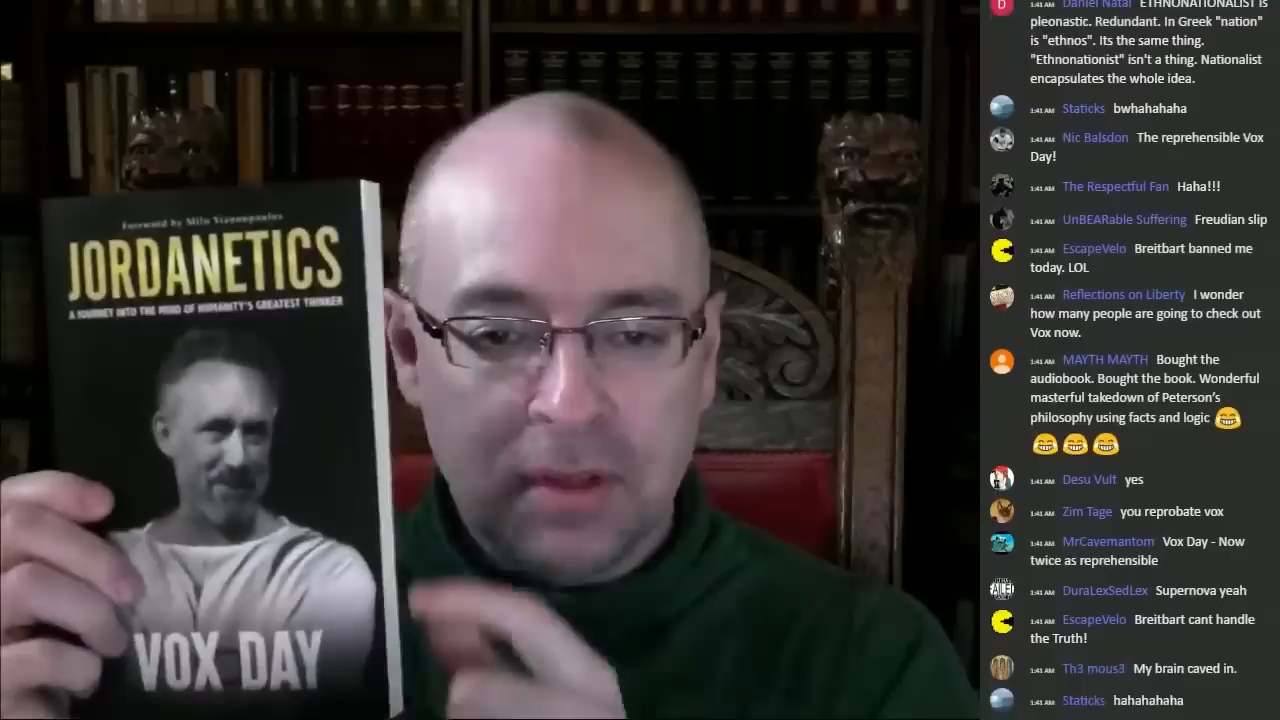 Foreword by Milo Yiannopoulos
JORDANETICS
A JOURNEY INTO THE MIND OF HUMANITY'S GREATEST THINKER
VOX DAY
D
1:41 AM Daniel Natal ETHNONATIONALIST is
pleonastic. Redundant. In Greek "nation"
is "ethnos". Its the same thing.
"Ethnonationist" isn't a thing. Nationalist
encapsulates the whole idea.
1:41 AM Staticks bwhahahaha
1:41 AM Nic Balsdon The reprehensible Vox
Day!
1:41 AM The Respectful Fan Haha!!!
1:41 AM UnBEARable Suffering Freudian slip
1:41 AM EscapeVelo Breitbart banned me
today. LOL
1:41 AM Reflections on Liberty I wonder
how many people are going to check out
Vox now.
1:41 AM MAYTH MAYTH Bought the
audiobook. Bought the book. Wonderful
masterful takedown of Peterson's
philosophy using facts and logic 😂
😂😂😂
1:41 AM Desu Vult yes
1:41 AM Zim Tage you reprobate vox
1:41 AM MrCavemantom Vox Day - Now
twice as reprehensible
1:41 AM DuraLexSedLex Supernova yeah
1:41 AM EscapeVelo Breitbart cant handle
the Truth!
1:41 AM Th3 mous3 My brain caved in.
1:41 AM Staticks hahahahaha